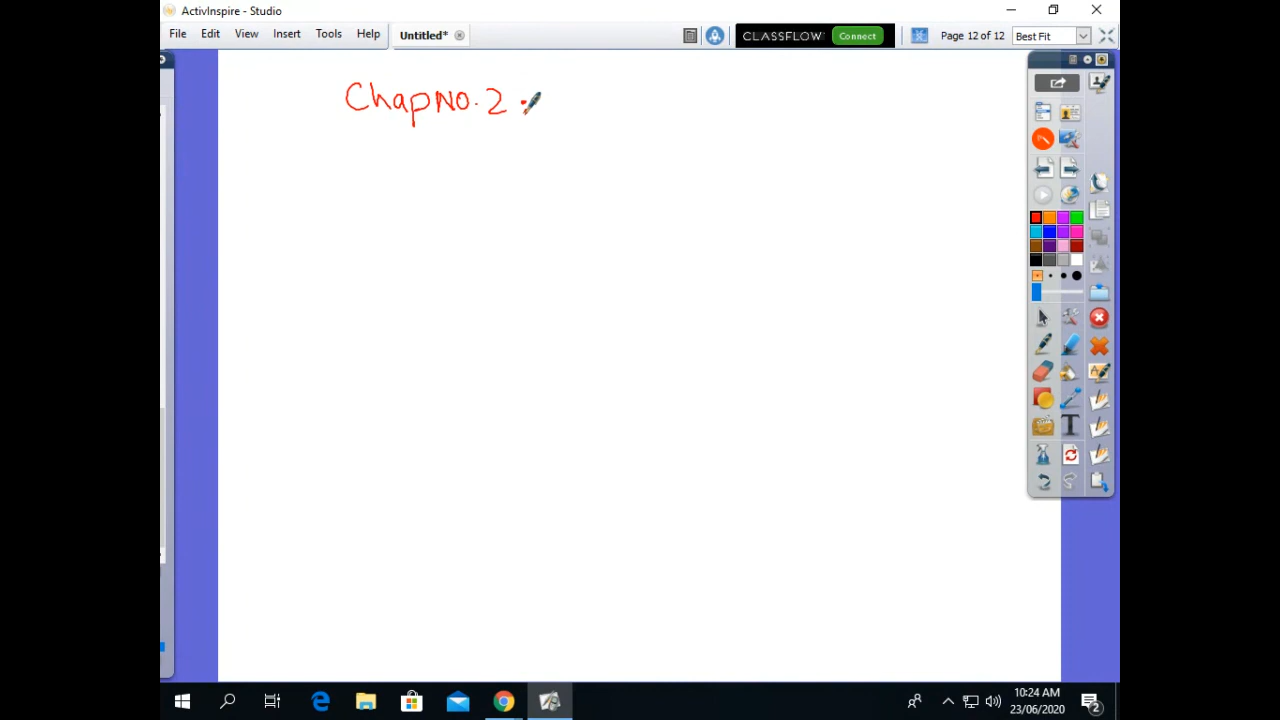 ActivInspire - Studio
File Edit View Insert Tools Help Untitled* CLASSFLOW Connect Page 12 of 12 Best Fit
Chap No. 2
T
10:24 AM
23/06/2020
2